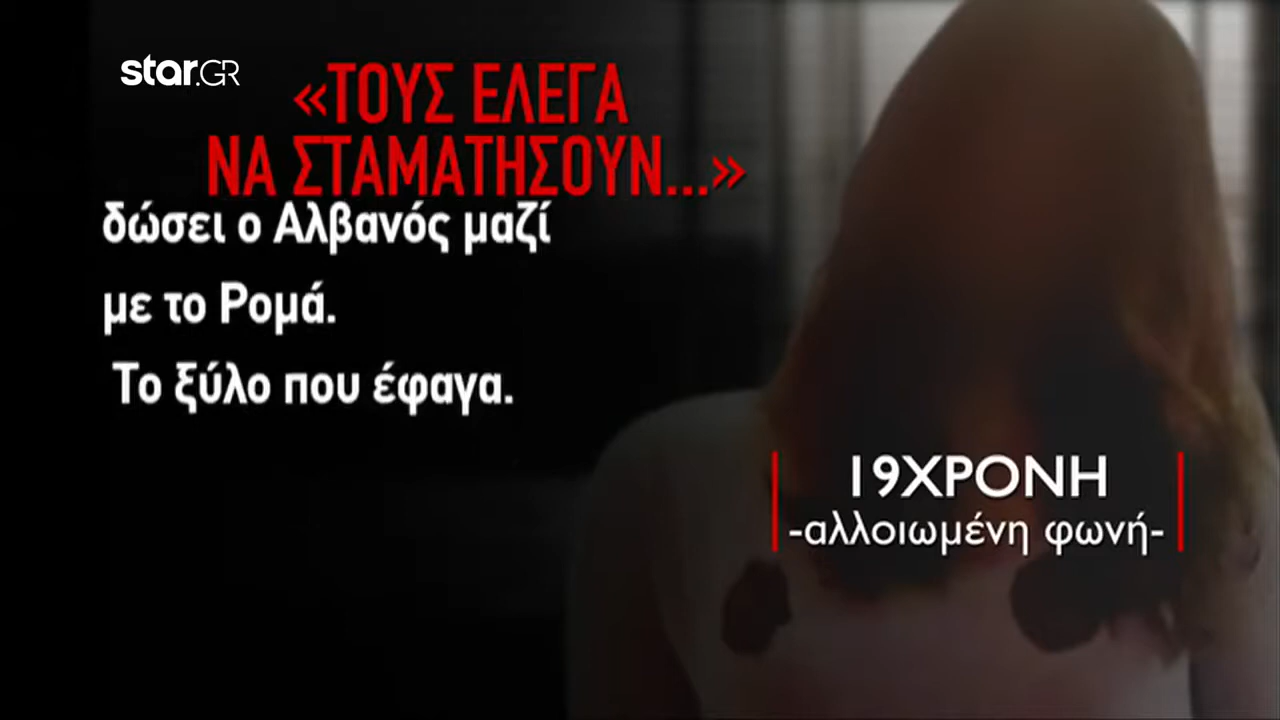 star.GR
«ΤΟΥΣ ΕΛΕΓΑ
ΝΑ ΣΤΑΜΑΤΗΣΟΥΝ...»
δώσει ο Αλβανός μαζί
με το Ρομά.
Το ξύλο που έφαγα.
19ΧΡΟΝΗ
-αλλοιωμένη φωνή-